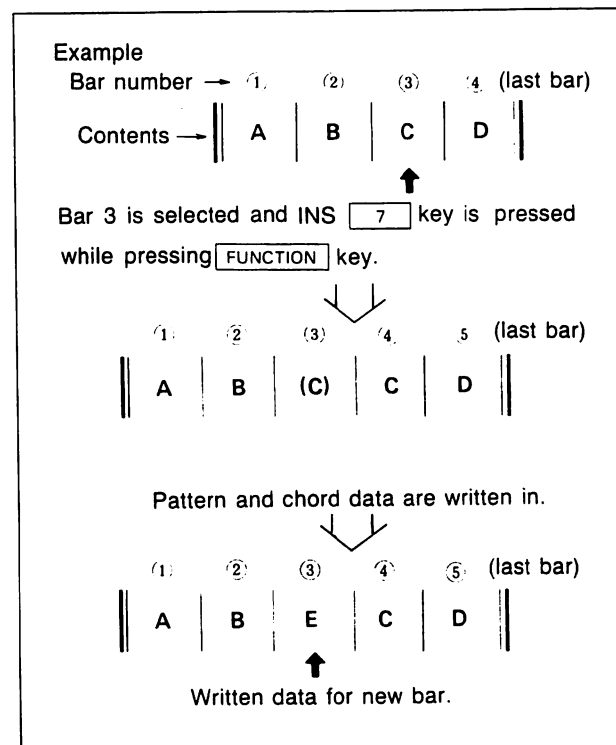 Example
Bar number → (1) (2) (3) (4) (last bar)
Contents → A B C D
Bar 3 is selected and INS 7 key is pressed
while pressing FUNCTION key.
(1) (2) (3) (4) 5 (last bar)
A B (C) C D
Pattern and chord data are written in.
(1) (2) (3) (4) (5) (last bar)
A B E C D
Written data for new bar.